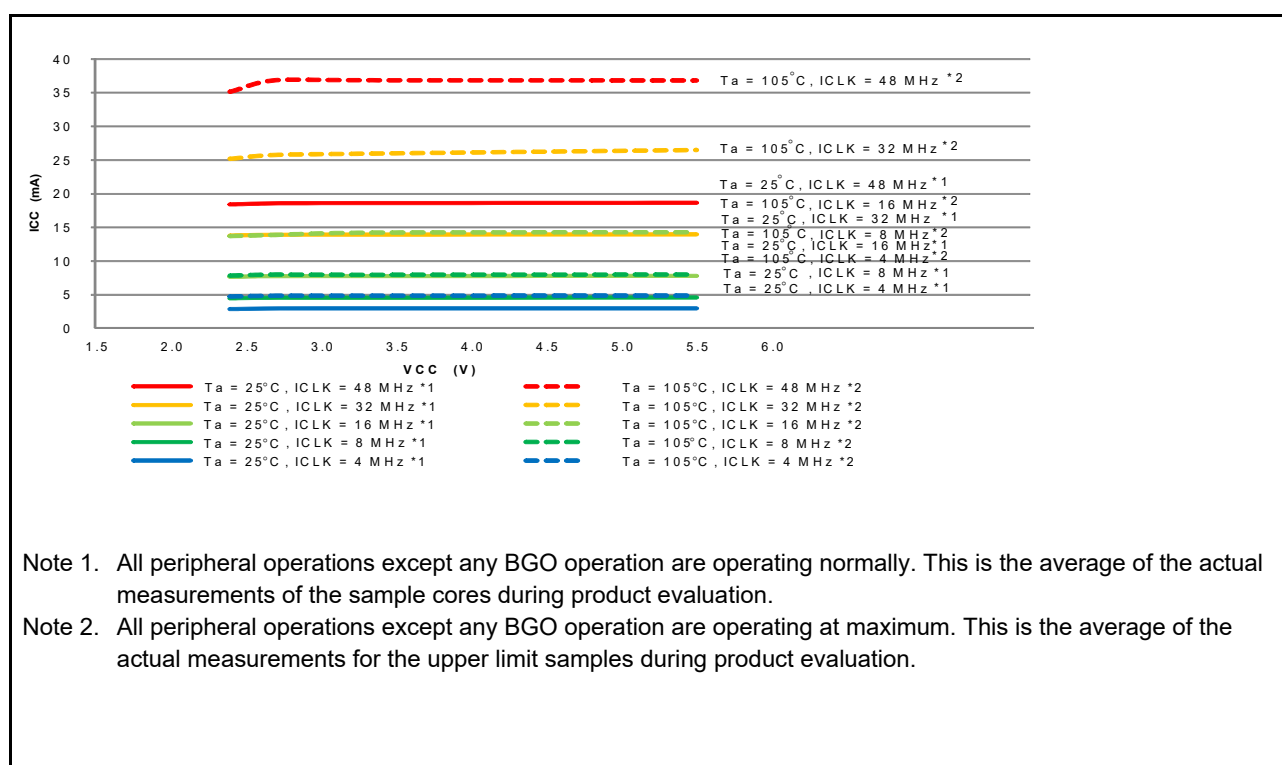 40
35
30
25
20
15
10
5
0
ICC (mA)
Ta = 105°C, ICLK = 48 MHz *2
Ta = 105°C, ICLK = 32 MHz *2
Ta = 25°C, ICLK = 48 MHz *1
Ta = 105°C, ICLK = 16 MHz *2
Ta = 25°C, ICLK = 32 MHz *1
Ta = 105°C, ICLK = 8 MHz *2
Ta = 25°C, ICLK = 16 MHz *1
Ta = 105°C, ICLK = 4 MHz *2
Ta = 25°C, ICLK = 8 MHz *1
Ta = 25°C, ICLK = 4 MHz *1
1.5 2.0 2.5 3.0 3.5 4.0 4.5 5.0 5.5 6.0
VCC (V)
Ta = 25°C, ICLK = 48 MHz *1 Ta = 105°C, ICLK = 48 MHz *2
Ta = 25°C, ICLK = 32 MHz *1 Ta = 105°C, ICLK = 32 MHz *2
Ta = 25°C, ICLK = 16 MHz *1 Ta = 105°C, ICLK = 16 MHz *2
Ta = 25°C, ICLK = 8 MHz *1 Ta = 105°C, ICLK = 8 MHz *2
Ta = 25°C, ICLK = 4 MHz *1 Ta = 105°C, ICLK = 4 MHz *2
Note 1. All peripheral operations except any BGO operation are operating normally. This is the average of the actual
measurements of the sample cores during product evaluation.
Note 2. All peripheral operations except any BGO operation are operating at maximum. This is the average of the
actual measurements for the upper limit samples during product evaluation.